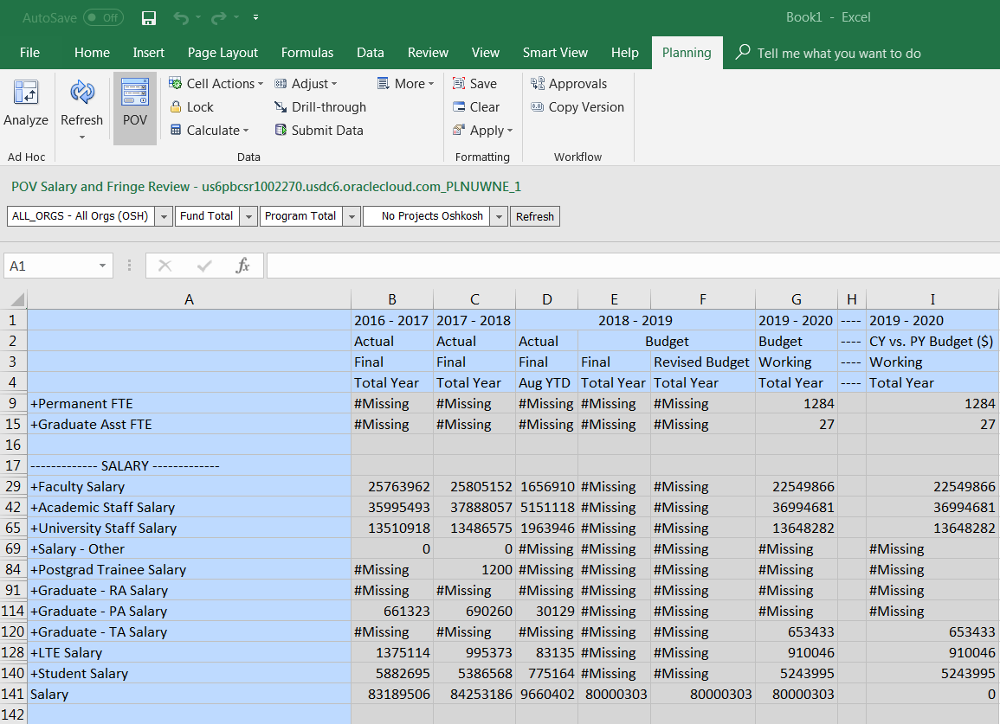 AutoSave Off Book1 - Excel
File Home Insert Page Layout Formulas Data Review View Smart View Help Planning Tell me what you want to do
Cell Actions Adjust More Save Approvals
Analyze Refresh POV Lock Drill-through Clear Copy Version
Calculate Submit Data Apply
Ad Hoc Data Formatting Workflow
POV Salary and Fringe Review - us6pbcsr1002270.usdc6.oraclecloud.com_PLNUWNE_1
ALL_ORGS - All Orgs (OSH) Fund Total Program Total No Projects Oshkosh Refresh
A1 fx
A B C D E F G H I
1 2016 - 2017 2017 - 2018 2018 - 2019 2019 - 2020 ---- 2019 - 2020
2 Actual Actual Actual Budget Budget ---- CY vs. PY Budget ($)
3 Final Final Final Final Revised Budget Working ---- Working
4 Total Year Total Year Aug YTD Total Year Total Year Total Year ---- Total Year
9 +Permanent FTE #Missing #Missing #Missing #Missing #Missing 1284 1284
15 +Graduate Asst FTE #Missing #Missing #Missing #Missing #Missing 27 27
16
17 ------------- SALARY -------------
29 +Faculty Salary 25763962 25805152 1656910 #Missing #Missing 22549866 22549866
42 +Academic Staff Salary 35995493 37888057 5151118 #Missing #Missing 36994681 36994681
65 +University Staff Salary 13510918 13486575 1963946 #Missing #Missing 13648282 13648282
69 +Salary - Other 0 0 #Missing #Missing #Missing #Missing #Missing
84 +Postgrad Trainee Salary #Missing 1200 #Missing #Missing #Missing #Missing #Missing
91 +Graduate - RA Salary #Missing #Missing #Missing #Missing #Missing #Missing #Missing
114 +Graduate - PA Salary 661323 690260 30129 #Missing #Missing #Missing #Missing
120 +Graduate - TA Salary #Missing #Missing #Missing #Missing #Missing 653433 653433
128 +LTE Salary 1375114 995373 83135 #Missing #Missing 910046 910046
140 +Student Salary 5882695 5386568 775164 #Missing #Missing 5243995 5243995
141 Salary 83189506 84253186 9660402 80000303 80000303 80000303 0
142